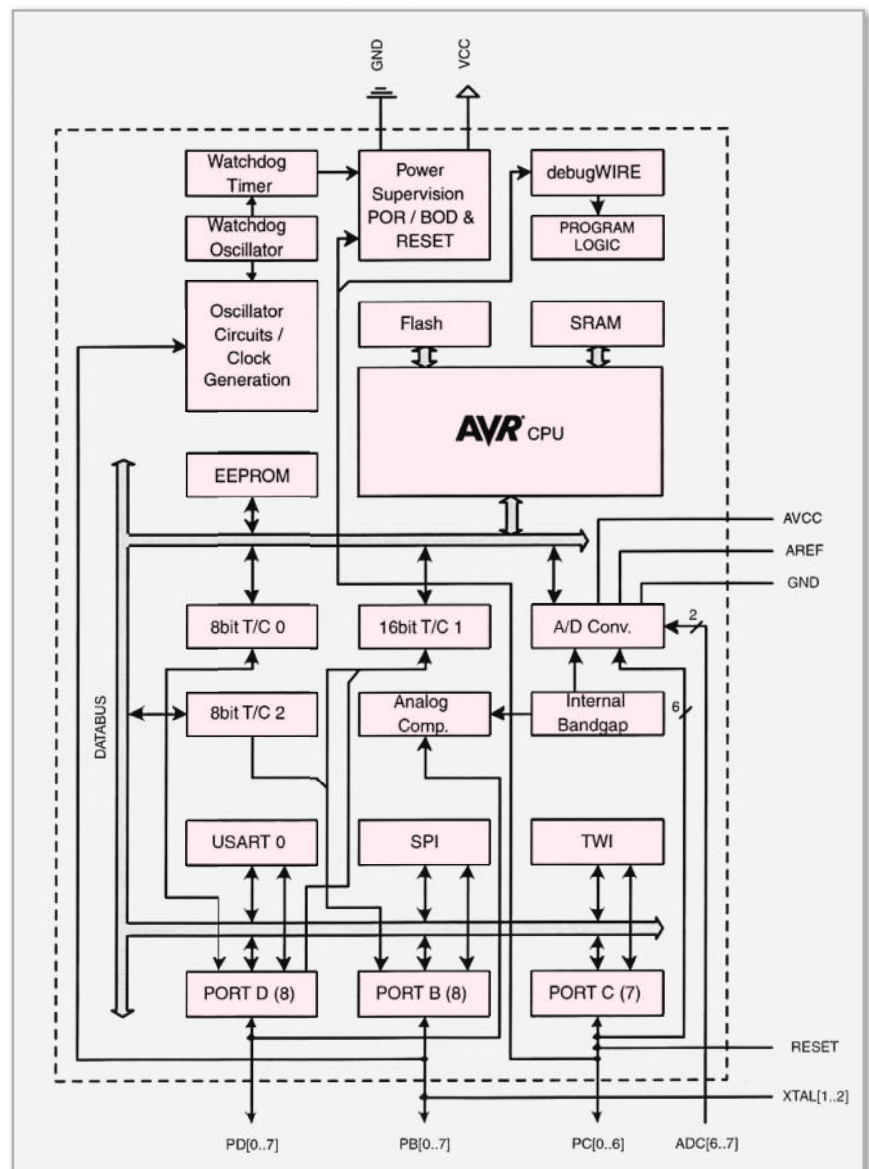 GND
VCC
Watchdog
Timer
Power
Supervision
POR / BOD &
RESET
debugWIRE
Watchdog
Oscillator
PROGRAM
LOGIC
Oscillator
Circuits /
Clock
Generation
Flash
SRAM
AVR CPU
EEPROM
AVCC
AREF
GND
8bit T/C 0
16bit T/C 1
A/D Conv.
2
8bit T/C 2
Analog
Comp.
Internal
Bandgap
6
DATABUS
USART 0
SPI
TWI
PORT D (8)
PORT B (8)
PORT C (7)
RESET
XTAL[1..2]
PD[0..7]
PB[0..7]
PC[0..6]
ADC[6..7]